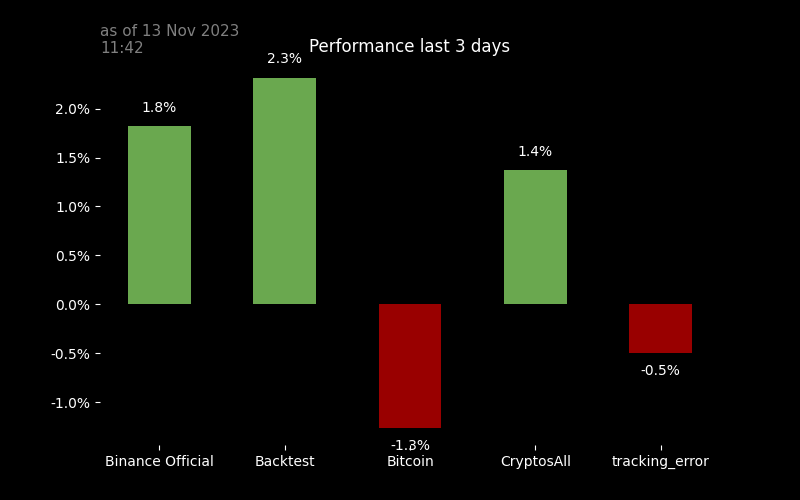 as of 13 Nov 2023
11:42
Performance last 3 days
2.3%
1.8%
1.4%
-0.5%
-1.3%
2.0%
1.5%
1.0%
0.5%
0.0%
-0.5%
-1.0%
Binance Official
Backtest
Bitcoin
CryptosAll
tracking_error